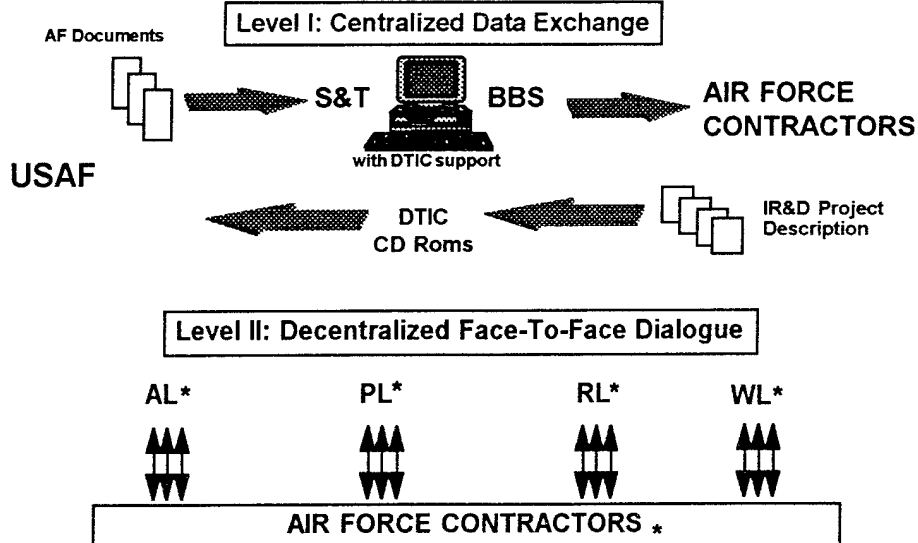 Level I: Centralized Data Exchange
AF Documents
S&T BBS
with DTIC support
AIR FORCE
CONTRACTORS
USAF
DTIC
CD Roms
IR&D Project
Description
Level II: Decentralized Face-To-Face Dialogue
AL* PL* RL* WL*
AIR FORCE CONTRACTORS *